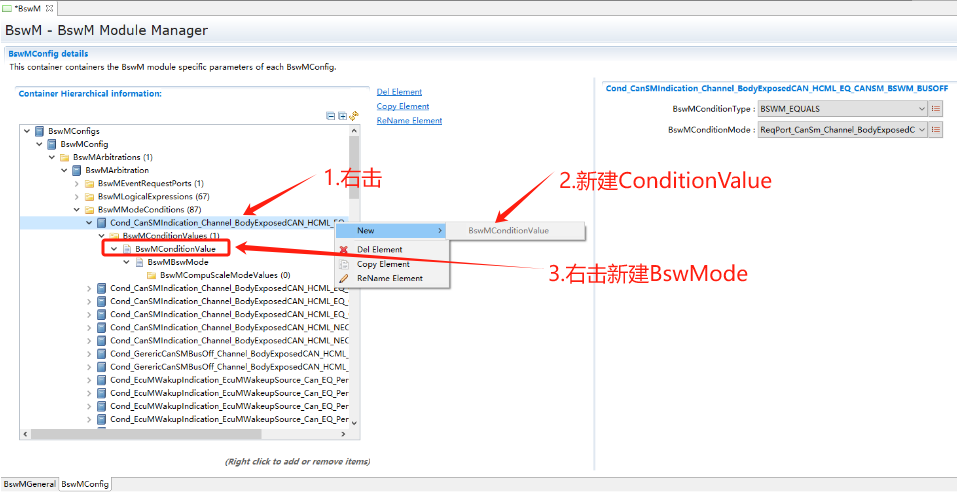 *BswM
BswM - BswM Module Manager
BswMConfig details
This container containers the BswM module specific parameters of each BswMConfig.
Container Hierarchical information:
Del Element
Copy Element
ReName Element
BswMConfigs
BswMConfig
BswMArbitrations (1)
BswMArbitration
BswMEventRequestPorts (1)
BswMLogicalExpressions (67)
BswMModeConditions (87)
Cond_CanSMIndication_Channel_BodyExposedCAN_HCML_EQ
BswMConditionValues (1)
BswMConditionValue
BswMBswMode
BswMCompuScaleModeValues (0)
Cond_CanSMIndication_Channel_BodyExposedCAN_HCML_EQ_
Cond_CanSMIndication_Channel_BodyExposedCAN_HCML_EQ_
Cond_CanSMIndication_Channel_BodyExposedCAN_HCML_EQ_
Cond_CanSMIndication_Channel_BodyExposedCAN_HCML_NEC
Cond_CanSMIndication_Channel_BodyExposedCAN_HCML_NEC
Cond_GerericCanSMBusOff_Channel_BodyExposedCAN_HCML_
Cond_GerericCanSMBusOff_Channel_BodyExposedCAN_HCML_
Cond_EcuMWakupIndication_EcuMWakeupSource_Can_EQ_Per
Cond_EcuMWakupIndication_EcuMWakeupSource_Can_EQ_Per
Cond_EcuMWakupIndication_EcuMWakeupSource_Can_EQ_Per
Cond_EcuMWakupIndication_EcuMWakeupSource_Can_EQ_Per
(Right click to add or remove items)
1.右击
New
BswMConditionValue
Del Element
Copy Element
ReName Element
2.新建ConditionValue
3.右击新建BswMode
Cond_CanSMIndication_Channel_BodyExposedCAN_HCML_EQ_CANSM_BSWM_BUSOFF
BswMConditionType : BSWM_EQUALS
BswMConditionMode : ReqPort_CanSm_Channel_BodyExposedC
BswMGeneral BswMConfig